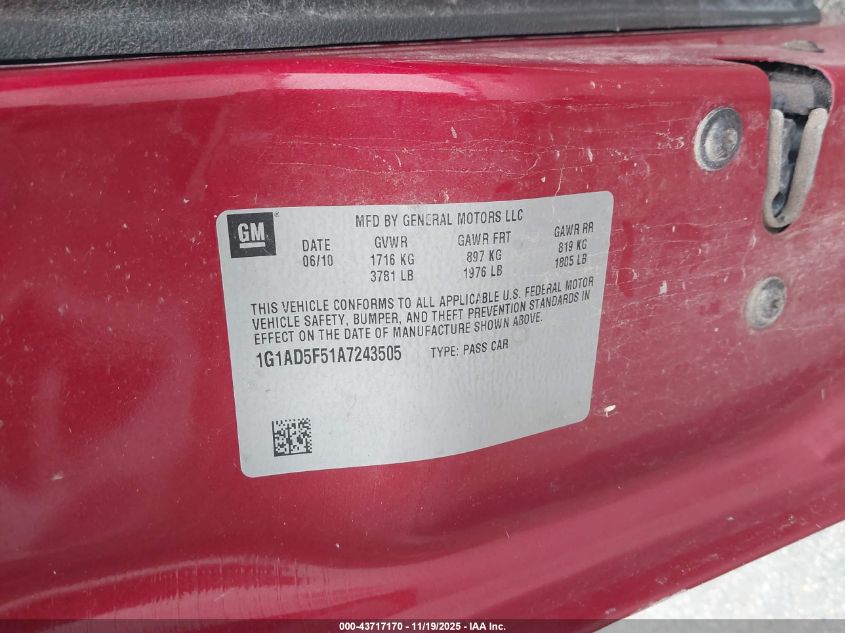 GM
MFD BY GENERAL MOTORS LLC
DATE GVWR GAWR FRT GAWR RR
06/10 1716 KG 897 KG 819 KG
3781 LB 1976 LB 1805 LB
THIS VEHICLE CONFORMS TO ALL APPLICABLE U.S. FEDERAL MOTOR
VEHICLE SAFETY, BUMPER, AND THEFT PREVENTION STANDARDS IN
EFFECT ON THE DATE OF MANUFACTURE SHOWN ABOVE.
1G1AD5F51A7243505 TYPE: PASS CAR
000-43717170 - 11/19/2025 - IAA Inc.